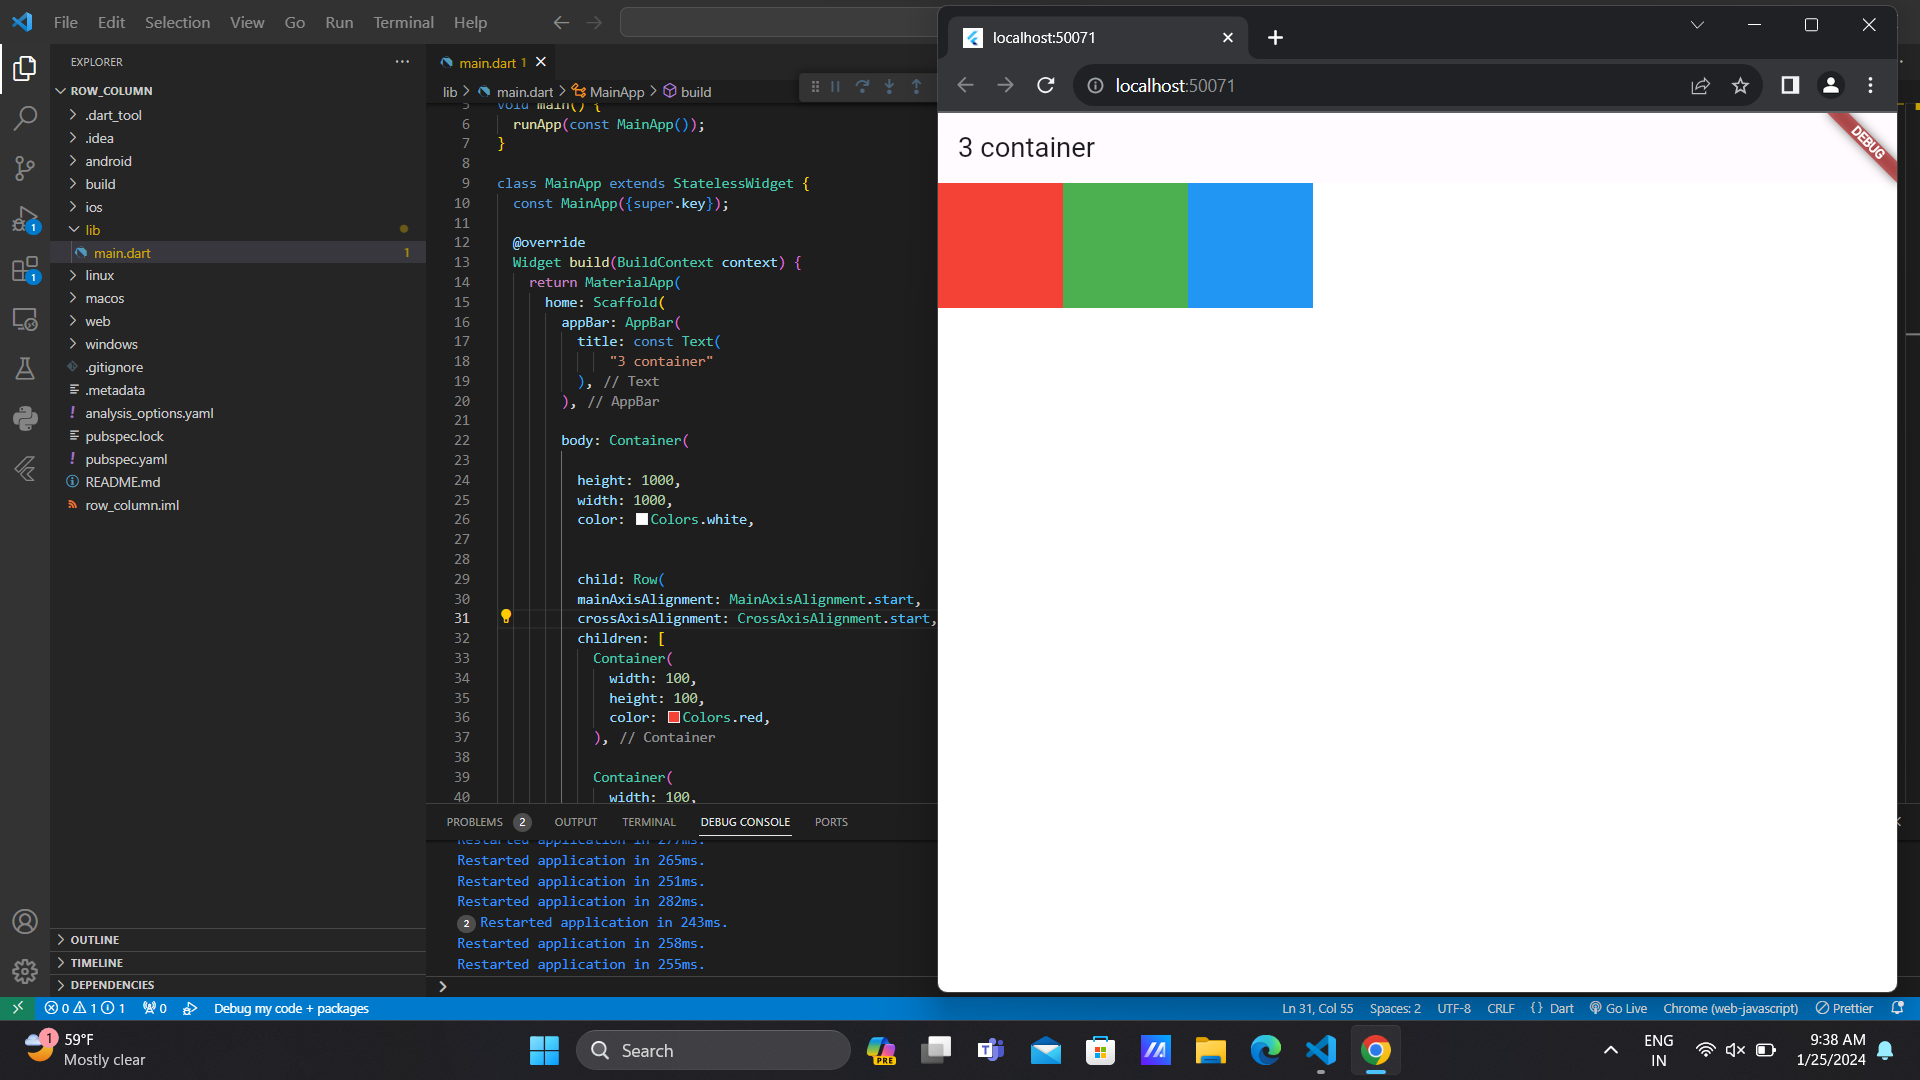 File Edit Selection View Go Run Terminal Help
EXPLORER
ROW_COLUMN
.dart_tool
.idea
android
build
ios
lib
main.dart 1
linux
macos
web
windows
.gitignore
.metadata
analysis_options.yaml
pubspec.lock
pubspec.yaml
README.md
row_column.iml
OUTLINE
TIMELINE
DEPENDENCIES
1
1
main.dart 1
lib > main.dart > MainApp > build
5 void main() {
6 runApp(const MainApp());
7 }
8
9 class MainApp extends StatelessWidget {
10 const MainApp({super.key});
11
12 @override
13 Widget build(BuildContext context) {
14 return MaterialApp(
15 home: Scaffold(
16 appBar: AppBar(
17 title: const Text(
18 "3 container"
19 ), // Text
20 ), // AppBar
21
22 body: Container(
23
24 height: 1000,
25 width: 1000,
26 color: Colors.white,
27
28
29 child: Row(
30 mainAxisAlignment: MainAxisAlignment.start,
31 crossAxisAlignment: CrossAxisAlignment.start,
32 children: [
33 Container(
34 width: 100,
35 height: 100,
36 color: Colors.red,
37 ), // Container
38
39 Container(
40 width: 100,
PROBLEMS 2 OUTPUT TERMINAL DEBUG CONSOLE PORTS
Restarted application in 277ms.
Restarted application in 265ms.
Restarted application in 251ms.
Restarted application in 282ms.
2 Restarted application in 243ms.
Restarted application in 258ms.
Restarted application in 255ms.
localhost:50071
localhost:50071
3 container
DEBUG
0 1 1 0 Debug my code + packages
Ln 31, Col 55 Spaces: 2 UTF-8 CRLF {} Dart Go Live Chrome (web-javascript) Prettier
1
59°F
Mostly clear
Search
PRE
ENG
IN
9:38 AM
1/25/2024